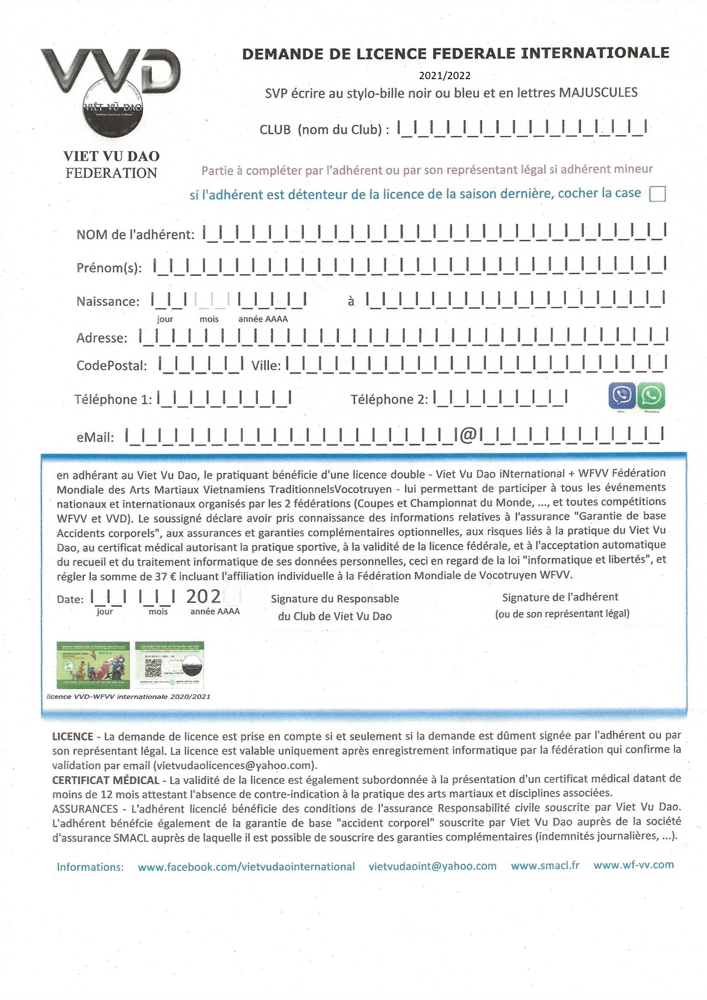 VVD
VIỆT VŨ DAO
VIET VU DAO
FEDERATION
DEMANDE DE LICENCE FEDERALE INTERNATIONALE
2021/2022
SVP écrire au stylo-bille noir ou bleu et en lettres MAJUSCULES
CLUB (nom du Club) :
Partie à compléter par l'adhérent ou par son représentant légal si adhérent mineur
si l'adhérent est détenteur de la licence de la saison dernière, cocher la case
NOM de l'adhérent:
Prénom(s):
Naissance: à
jour mois année AAAA
Adresse:
CodePostal: Ville:
Téléphone 1: Téléphone 2:
WhatsApp
eMail: @
en adhérant au Viet Vu Dao, le pratiquant bénéficie d'une licence double - Viet Vu Dao iNternational + WFVV Fédération
Mondiale des Arts Martiaux Vietnamiens TraditionnelsVocotruyen - lui permettant de participer à tous les événements
nationaux et internationaux organisés par les 2 fédérations (Coupes et Championnat du Monde, ..., et toutes compétitions
WFVV et VVD). Le soussigné déclare avoir pris connaissance des informations relatives à l'assurance "Garantie de base
Accidents corporels", aux assurances et garanties complémentaires optionnelles, aux risques liés à la pratique du Viet Vu
Dao, au certificat médical autorisant la pratique sportive, à la validité de la licence fédérale, et à l'acceptation automatique
du recueil et du traitement informatique de ses données personnelles, ceci en regard de la loi "informatique et libertés", et
régler la somme de 37 € incluant l'affiliation individuelle à la Fédération Mondiale de Vocotruyen WFVV.
Date: 202 Signature du Responsable Signature de l'adhérent
jour mois année AAAA du Club de Viet Vu Dao (ou de son représentant légal)
licence VVD-WFVV internationale 2020/2021
LICENCE - La demande de licence est prise en compte si et seulement si la demande est dûment signée par l'adhérent ou par
son représentant légal. La licence est valable uniquement après enregistrement informatique par la fédération qui confirme la
validation par email (vietvudaolicences@yahoo.com).
CERTIFICAT MÉDICAL - La validité de la licence est également subordonnée à la présentation d'un certificat médical datant de
moins de 12 mois attestant l'absence de contre-indication à la pratique des arts martiaux et disciplines associées.
ASSURANCES - L'adhérent licencié bénéficie des conditions de l'assurance Responsabilité civile souscrite par Viet Vu Dao.
L'adhérent bénéfcie également de la garantie de base "accident corporel" souscrite par Viet Vu Dao auprès de la société
d'assurance SMACL auprès de laquelle il est possible de souscrire des garanties complémentaires (indemnités journalières, ...).
Informations: www.facebook.com/vietvudaointernational vietvudaoint@yahoo.com www.smacl.fr www.wf-vv.com